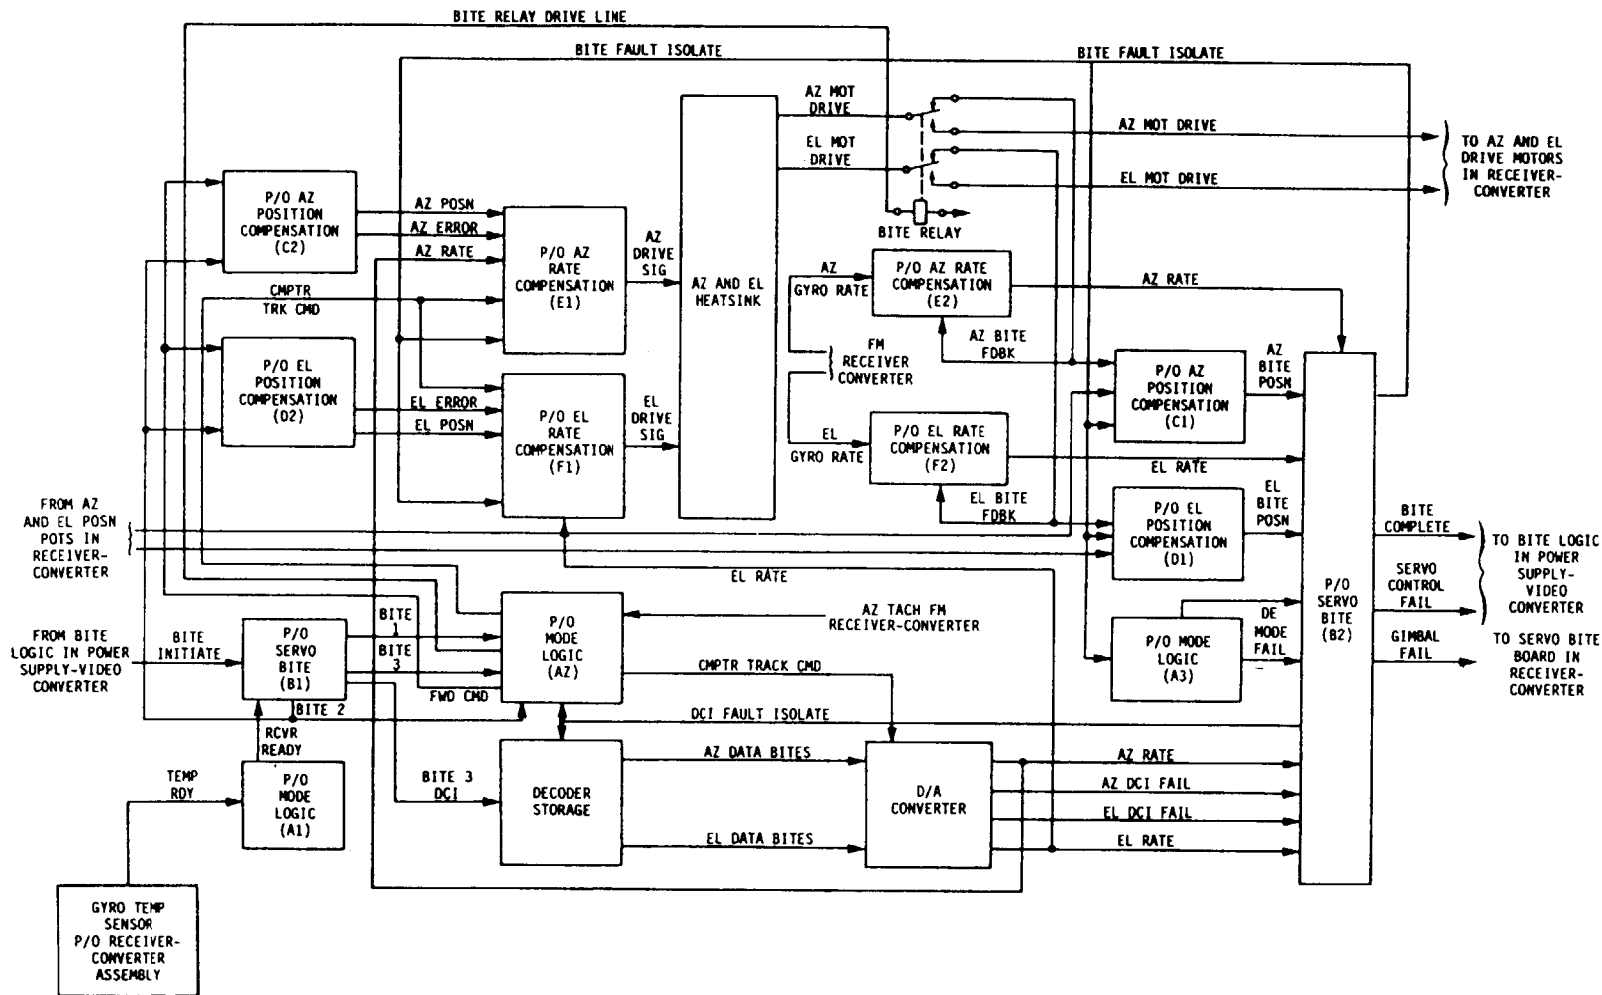 BITE RELAY DRIVE LINE
BITE FAULT ISOLATE
BITE FAULT ISOLATE
AZ MOT
DRIVE
EL MOT
DRIVE
AZ MOT DRIVE
EL MOT DRIVE
TO AZ AND EL
DRIVE MOTORS
IN RECEIVER-
CONVERTER
BITE RELAY
P/O AZ
POSITION
COMPENSATION
(C2)
AZ POSN
AZ ERROR
AZ RATE
CMPTR
TRK CMD
P/O AZ
RATE
COMPENSATION
(E1)
AZ
DRIVE
SIG
AZ AND EL
HEATSINK
AZ
GYRO RATE
P/O AZ RATE
COMPENSATION
(E2)
AZ RATE
AZ BITE
FDBK
FM
RECEIVER
CONVERTER
P/O AZ
POSITION
COMPENSATION
(C1)
AZ
BITE
POSN
P/O EL
POSITION
COMPENSATION
(D2)
EL ERROR
EL POSN
P/O EL
RATE
COMPENSATION
(F1)
EL
DRIVE
SIG
EL
GYRO RATE
P/O EL RATE
COMPENSATION
(F2)
EL RATE
EL BITE
FDBK
P/O EL
POSITION
COMPENSATION
(D1)
EL
BITE
POSN
FROM AZ
AND EL POSN
POTS IN
RECEIVER-
CONVERTER
EL RATE
P/O
SERVO
BITE
(B2)
BITE
COMPLETE
SERVO
CONTROL
FAIL
GIMBAL
FAIL
TO BITE LOGIC
IN POWER
SUPPLY-
VIDEO
CONVERTER
TO SERVO BITE
BOARD IN
RECEIVER-
CONVERTER
FROM BITE
LOGIC IN POWER
SUPPLY-VIDEO
CONVERTER
BITE
INITIATE
P/O
SERVO
BITE
(B1)
BITE
1
BITE
3
FWD CMD
BITE 2
P/O
MODE
LOGIC
(AZ)
AZ TACH FM
RECEIVER-CONVERTER
CMPTR TRACK CMD
P/O MODE
LOGIC
(A3)
DE
MODE
FAIL
DCI FAULT ISOLATE
RCVR
READY
TEMP
RDY
P/O
MODE
LOGIC
(A1)
BITE 3
DCI
DECODER
STORAGE
AZ DATA BITES
EL DATA BITES
D/A
CONVERTER
AZ RATE
AZ DCI FAIL
EL DCI FAIL
EL RATE
GYRO TEMP
SENSOR
P/O RECEIVER-
CONVERTER
ASSEMBLY